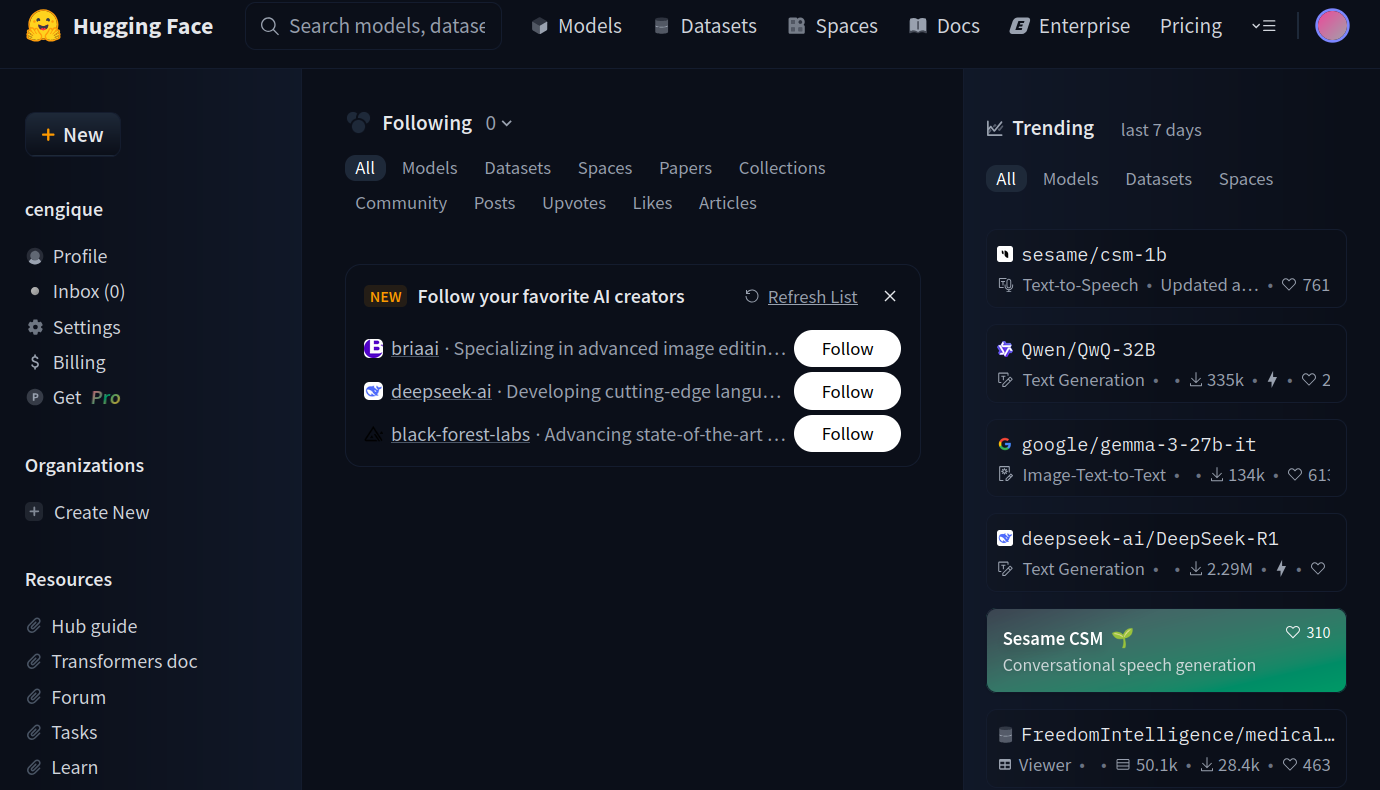 Hugging Face
Search models, datase
Models
Datasets
Spaces
Docs
Enterprise
Pricing
+ New
cengique
Profile
Inbox (0)
Settings
$ Billing
P Get Pro
Organizations
+ Create New
Resources
Hub guide
Transformers doc
Forum
Tasks
Learn
Following 0
All Models Datasets Spaces Papers Collections
Community Posts Upvotes Likes Articles
NEW Follow your favorite AI creators Refresh List
briaai · Specializing in advanced image editin… Follow
deepseek-ai · Developing cutting-edge langu… Follow
black-forest-labs · Advancing state-of-the-art … Follow
Trending last 7 days
All Models Datasets Spaces
sesame/csm-1b
Text-to-Speech • Updated a… • 761
Qwen/QwQ-32B
Text Generation • • 335k • • 2
google/gemma-3-27b-it
Image-Text-to-Text • • 134k • 613
deepseek-ai/DeepSeek-R1
Text Generation • • 2.29M • •
Sesame CSM 🌱 310
Conversational speech generation
FreedomIntelligence/medical…
Viewer • • 50.1k • 28.4k • 463